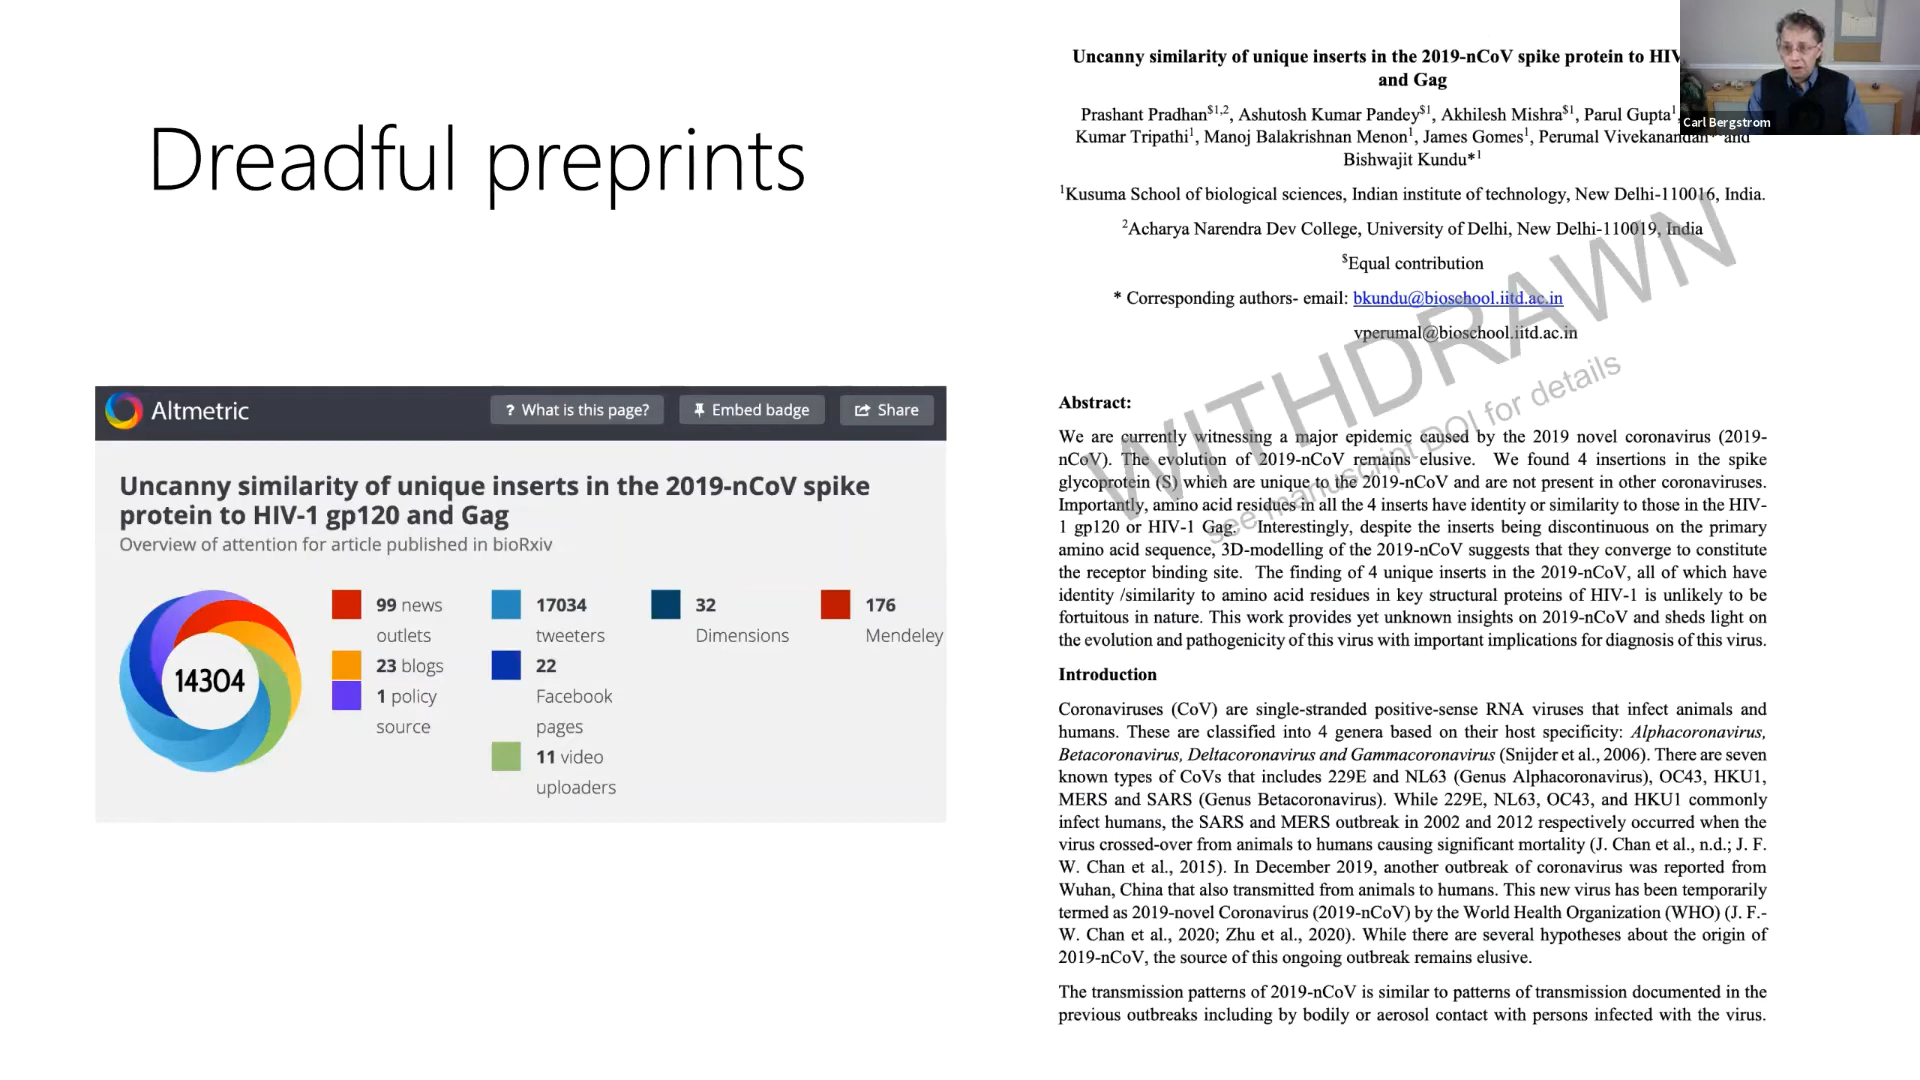 Dreadful preprints
Altmetric
? What is this page?
Embed badge
Share
Uncanny similarity of unique inserts in the 2019-nCoV spike
protein to HIV-1 gp120 and Gag
Overview of attention for article published in bioRxiv
14304
99 news
outlets
23 blogs
1 policy
source
17034
tweeters
22
Facebook
pages
11 video
uploaders
32
Dimensions
176
Mendeley
Uncanny similarity of unique inserts in the 2019-nCoV spike protein to HIV
and Gag
Prashant Pradhan$1,2, Ashutosh Kumar Pandey$1, Akhilesh Mishra$1, Parul Gupta1
Kumar Tripathi1, Manoj Balakrishnan Menon1, James Gomes1, Perumal Vivekanandan and
Bishwajit Kundu*1
1Kusuma School of biological sciences, Indian institute of technology, New Delhi-110016, India.
2Acharya Narendra Dev College, University of Delhi, New Delhi-110019, India
$Equal contribution
* Corresponding authors- email: bkundu@bioschool.iitd.ac.in
vperumal@bioschool.iitd.ac.in
WITHDRAWN
see manuscript DOI for details
Abstract:
We are currently witnessing a major epidemic caused by the 2019 novel coronavirus (2019-
nCoV). The evolution of 2019-nCoV remains elusive. We found 4 insertions in the spike
glycoprotein (S) which are unique to the 2019-nCoV and are not present in other coronaviruses.
Importantly, amino acid residues in all the 4 inserts have identity or similarity to those in the HIV-
1 gp120 or HIV-1 Gag. Interestingly, despite the inserts being discontinuous on the primary
amino acid sequence, 3D-modelling of the 2019-nCoV suggests that they converge to constitute
the receptor binding site. The finding of 4 unique inserts in the 2019-nCoV, all of which have
identity /similarity to amino acid residues in key structural proteins of HIV-1 is unlikely to be
fortuitous in nature. This work provides yet unknown insights on 2019-nCoV and sheds light on
the evolution and pathogenicity of this virus with important implications for diagnosis of this virus.
Introduction
Coronaviruses (CoV) are single-stranded positive-sense RNA viruses that infect animals and
humans. These are classified into 4 genera based on their host specificity: Alphacoronavirus,
Betacoronavirus, Deltacoronavirus and Gammacoronavirus (Snijder et al., 2006). There are seven
known types of CoVs that includes 229E and NL63 (Genus Alphacoronavirus), OC43, HKU1,
MERS and SARS (Genus Betacoronavirus). While 229E, NL63, OC43, and HKU1 commonly
infect humans, the SARS and MERS outbreak in 2002 and 2012 respectively occurred when the
virus crossed-over from animals to humans causing significant mortality (J. Chan et al., n.d.; J. F.
W. Chan et al., 2015). In December 2019, another outbreak of coronavirus was reported from
Wuhan, China that also transmitted from animals to humans. This new virus has been temporarily
termed as 2019-novel Coronavirus (2019-nCoV) by the World Health Organization (WHO) (J. F.-
W. Chan et al., 2020; Zhu et al., 2020). While there are several hypotheses about the origin of
2019-nCoV, the source of this ongoing outbreak remains elusive.
The transmission patterns of 2019-nCoV is similar to patterns of transmission documented in the
previous outbreaks including by bodily or aerosol contact with persons infected with the virus.
Carl Bergstrom